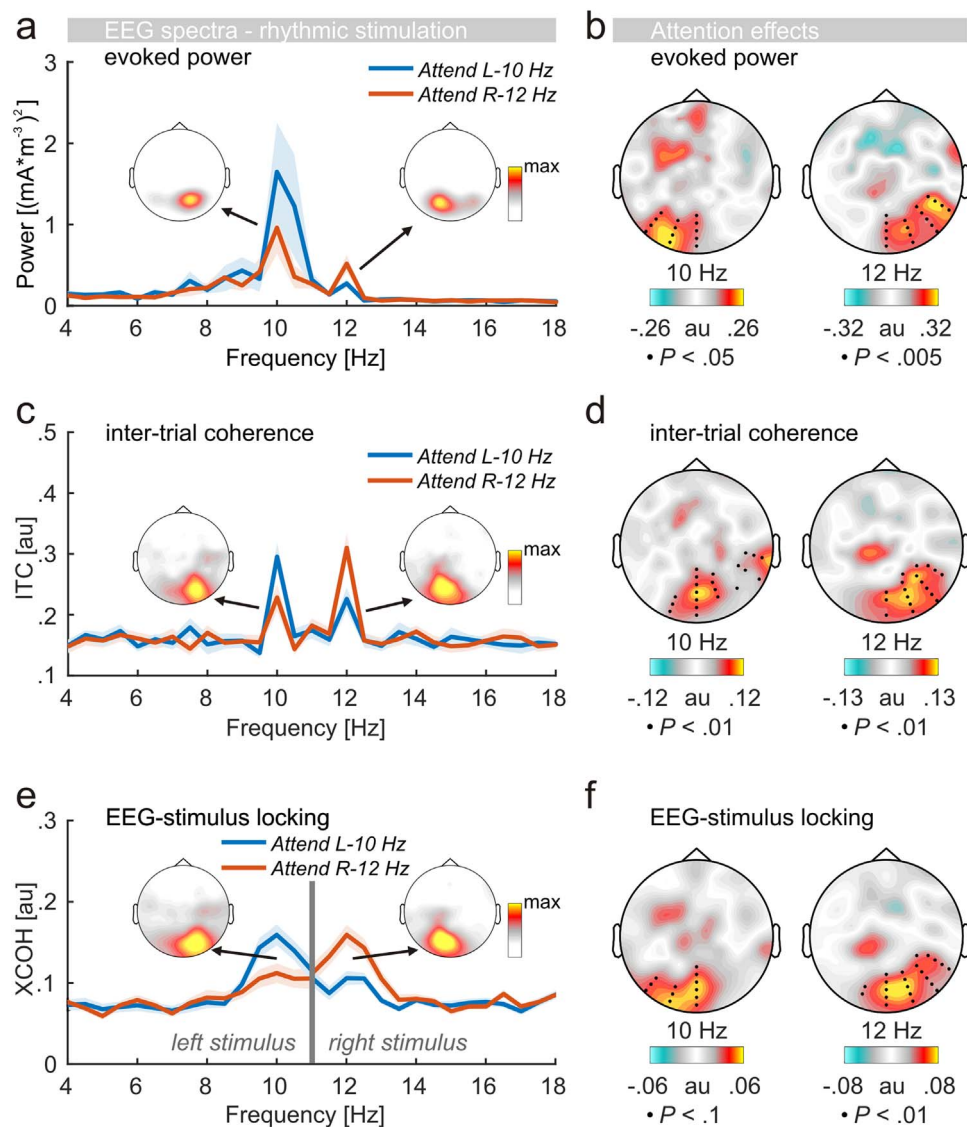 a
EEG spectra - rhythmic stimulation
evoked power
Attend L-10 Hz
Attend R-12 Hz
max
Power [(mA*m⁻³)²]
3
2
1
0
4 6 8 10 12 14 16 18
Frequency [Hz]
b
Attention effects
evoked power
10 Hz 12 Hz
-.26 au .26 -.32 au .32
• P < .05 • P < .005
c
inter-trial coherence
Attend L-10 Hz
Attend R-12 Hz
max
ITC [au]
.5
.4
.3
.2
.1
4 6 8 10 12 14 16 18
Frequency [Hz]
d
inter-trial coherence
10 Hz 12 Hz
-.12 au .12 -.13 au .13
• P < .01 • P < .01
e
EEG-stimulus locking
Attend L-10 Hz
Attend R-12 Hz
max
XCOH [au]
.3
.2
0.1
0
left stimulus right stimulus
4 6 8 10 12 14 16 18
Frequency [Hz]
f
EEG-stimulus locking
10 Hz 12 Hz
-.06 au .06 -.08 au .08
• P < .1 • P < .01